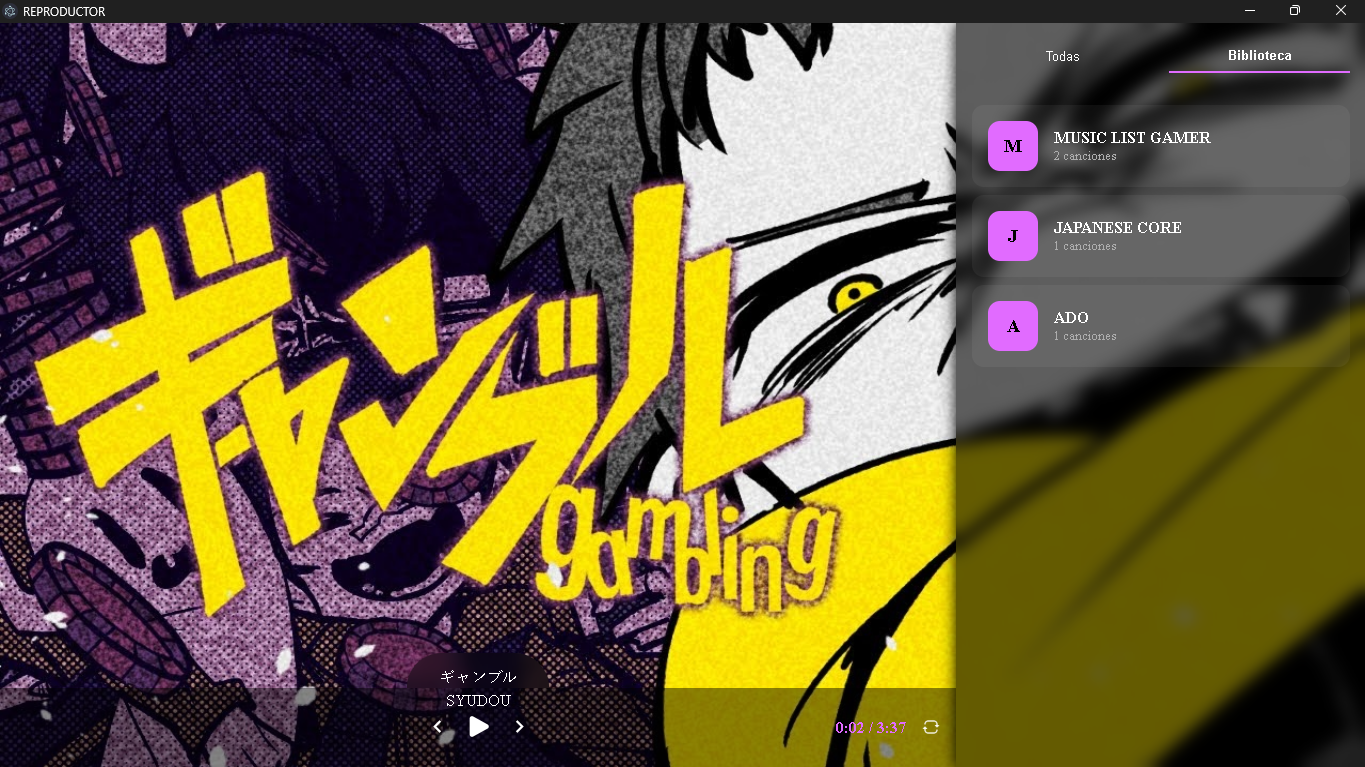 REPRODUCTOR
Todas
Biblioteca
M
MUSIC LIST GAMER
2 canciones
J
JAPANESE CORE
1 canciones
A
ADO
1 canciones
ギャンブル
gambling
ギャンブル
SYUDOU
0:02 / 3:37